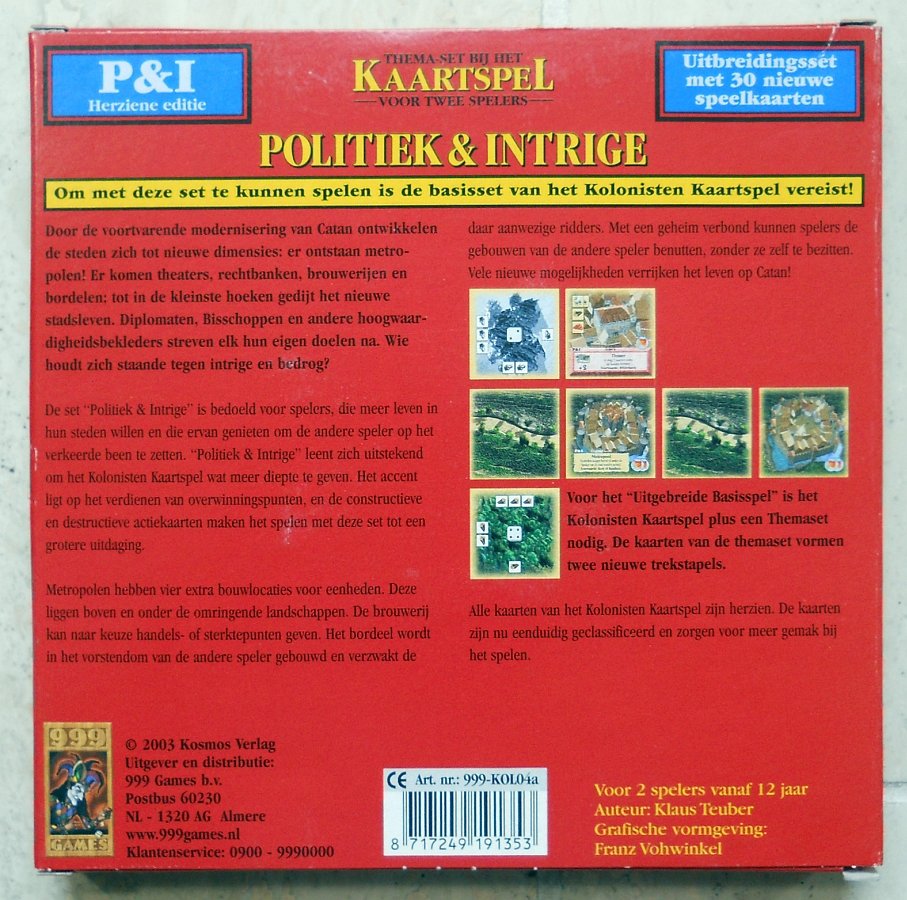 P&I
Herziene editie
THEMA-SET BIJ HET
KAARTSPEL
VOOR TWEE SPELERS
Uitbreidingsset
met 30 nieuwe
speelkaarten
POLITIEK & INTRIGE
Om met deze set te kunnen spelen is de basisset van het Kolonisten Kaartspel vereist!
Door de voortvarende modernisering van Catan ontwikkelen
de steden zich tot nieuwe dimensies: er ontstaan metro-
polen! Er komen theaters, rechtbanken, brouwerijen en
bordelen; tot in de kleinste hoeken gedijt het nieuwe
stadsleven. Diplomaten, Bisschoppen en andere hoogwaar-
digheidsbekleders streven elk hun eigen doelen na. Wie
houdt zich staande tegen intrige en bedrog?
De set “Politiek & Intrige” is bedoeld voor spelers, die meer leven in
hun steden willen en die ervan genieten om de andere speler op het
verkeerde been te zetten. “Politiek & Intrige” leent zich uitstekend
om het Kolonisten Kaartspel wat meer diepte te geven. Het accent
ligt op het verdienen van overwinningspunten, en de constructieve
en destructieve actiekaarten maken het spelen met deze set tot een
grotere uitdaging.
Metropolen hebben vier extra bouwlocaties voor eenheden. Deze
liggen boven en onder de omringende landschappen. De brouwerij
kan naar keuze handels- of sterktepunten geven. Het bordeel wordt
in het vorstendom van de andere speler gebouwd en verzwakt de
daar aanwezige ridders. Met een geheim verbond kunnen spelers de
gebouwen van de andere speler benutten, zonder ze zelf te bezitten.
Vele nieuwe mogelijkheden verrijken het leven op Catan!
P&I
Metropool
Voor het “Uitgebreide Basisspel” is het
Kolonisten Kaartspel plus een Themaset
nodig. De kaarten van de themaset vormen
twee nieuwe trekstapels.
Alle kaarten van het Kolonisten Kaartspel zijn herzien. De kaarten
zijn nu eenduidig geclassificeerd en zorgen voor meer gemak bij
het spelen.
999
GAMES
© 2003 Kosmos Verlag
Uitgever en distributie:
999 Games b.v.
Postbus 60230
NL - 1320 AG Almere
www.999games.nl
Klantenservice: 0900 - 9990000
CE Art. nr.: 999-KOL04a
8 717249 191353
Voor 2 spelers vanaf 12 jaar
Auteur: Klaus Teuber
Grafische vormgeving:
Franz Vohwinkel